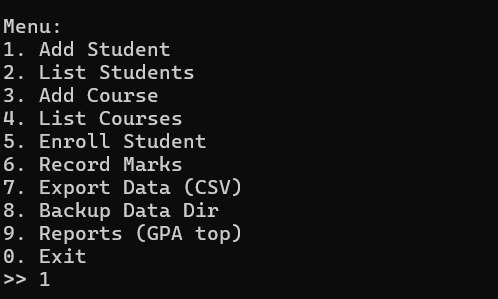 Menu:
1. Add Student
2. List Students
3. Add Course
4. List Courses
5. Enroll Student
6. Record Marks
7. Export Data (CSV)
8. Backup Data Dir
9. Reports (GPA top)
0. Exit
>> 1